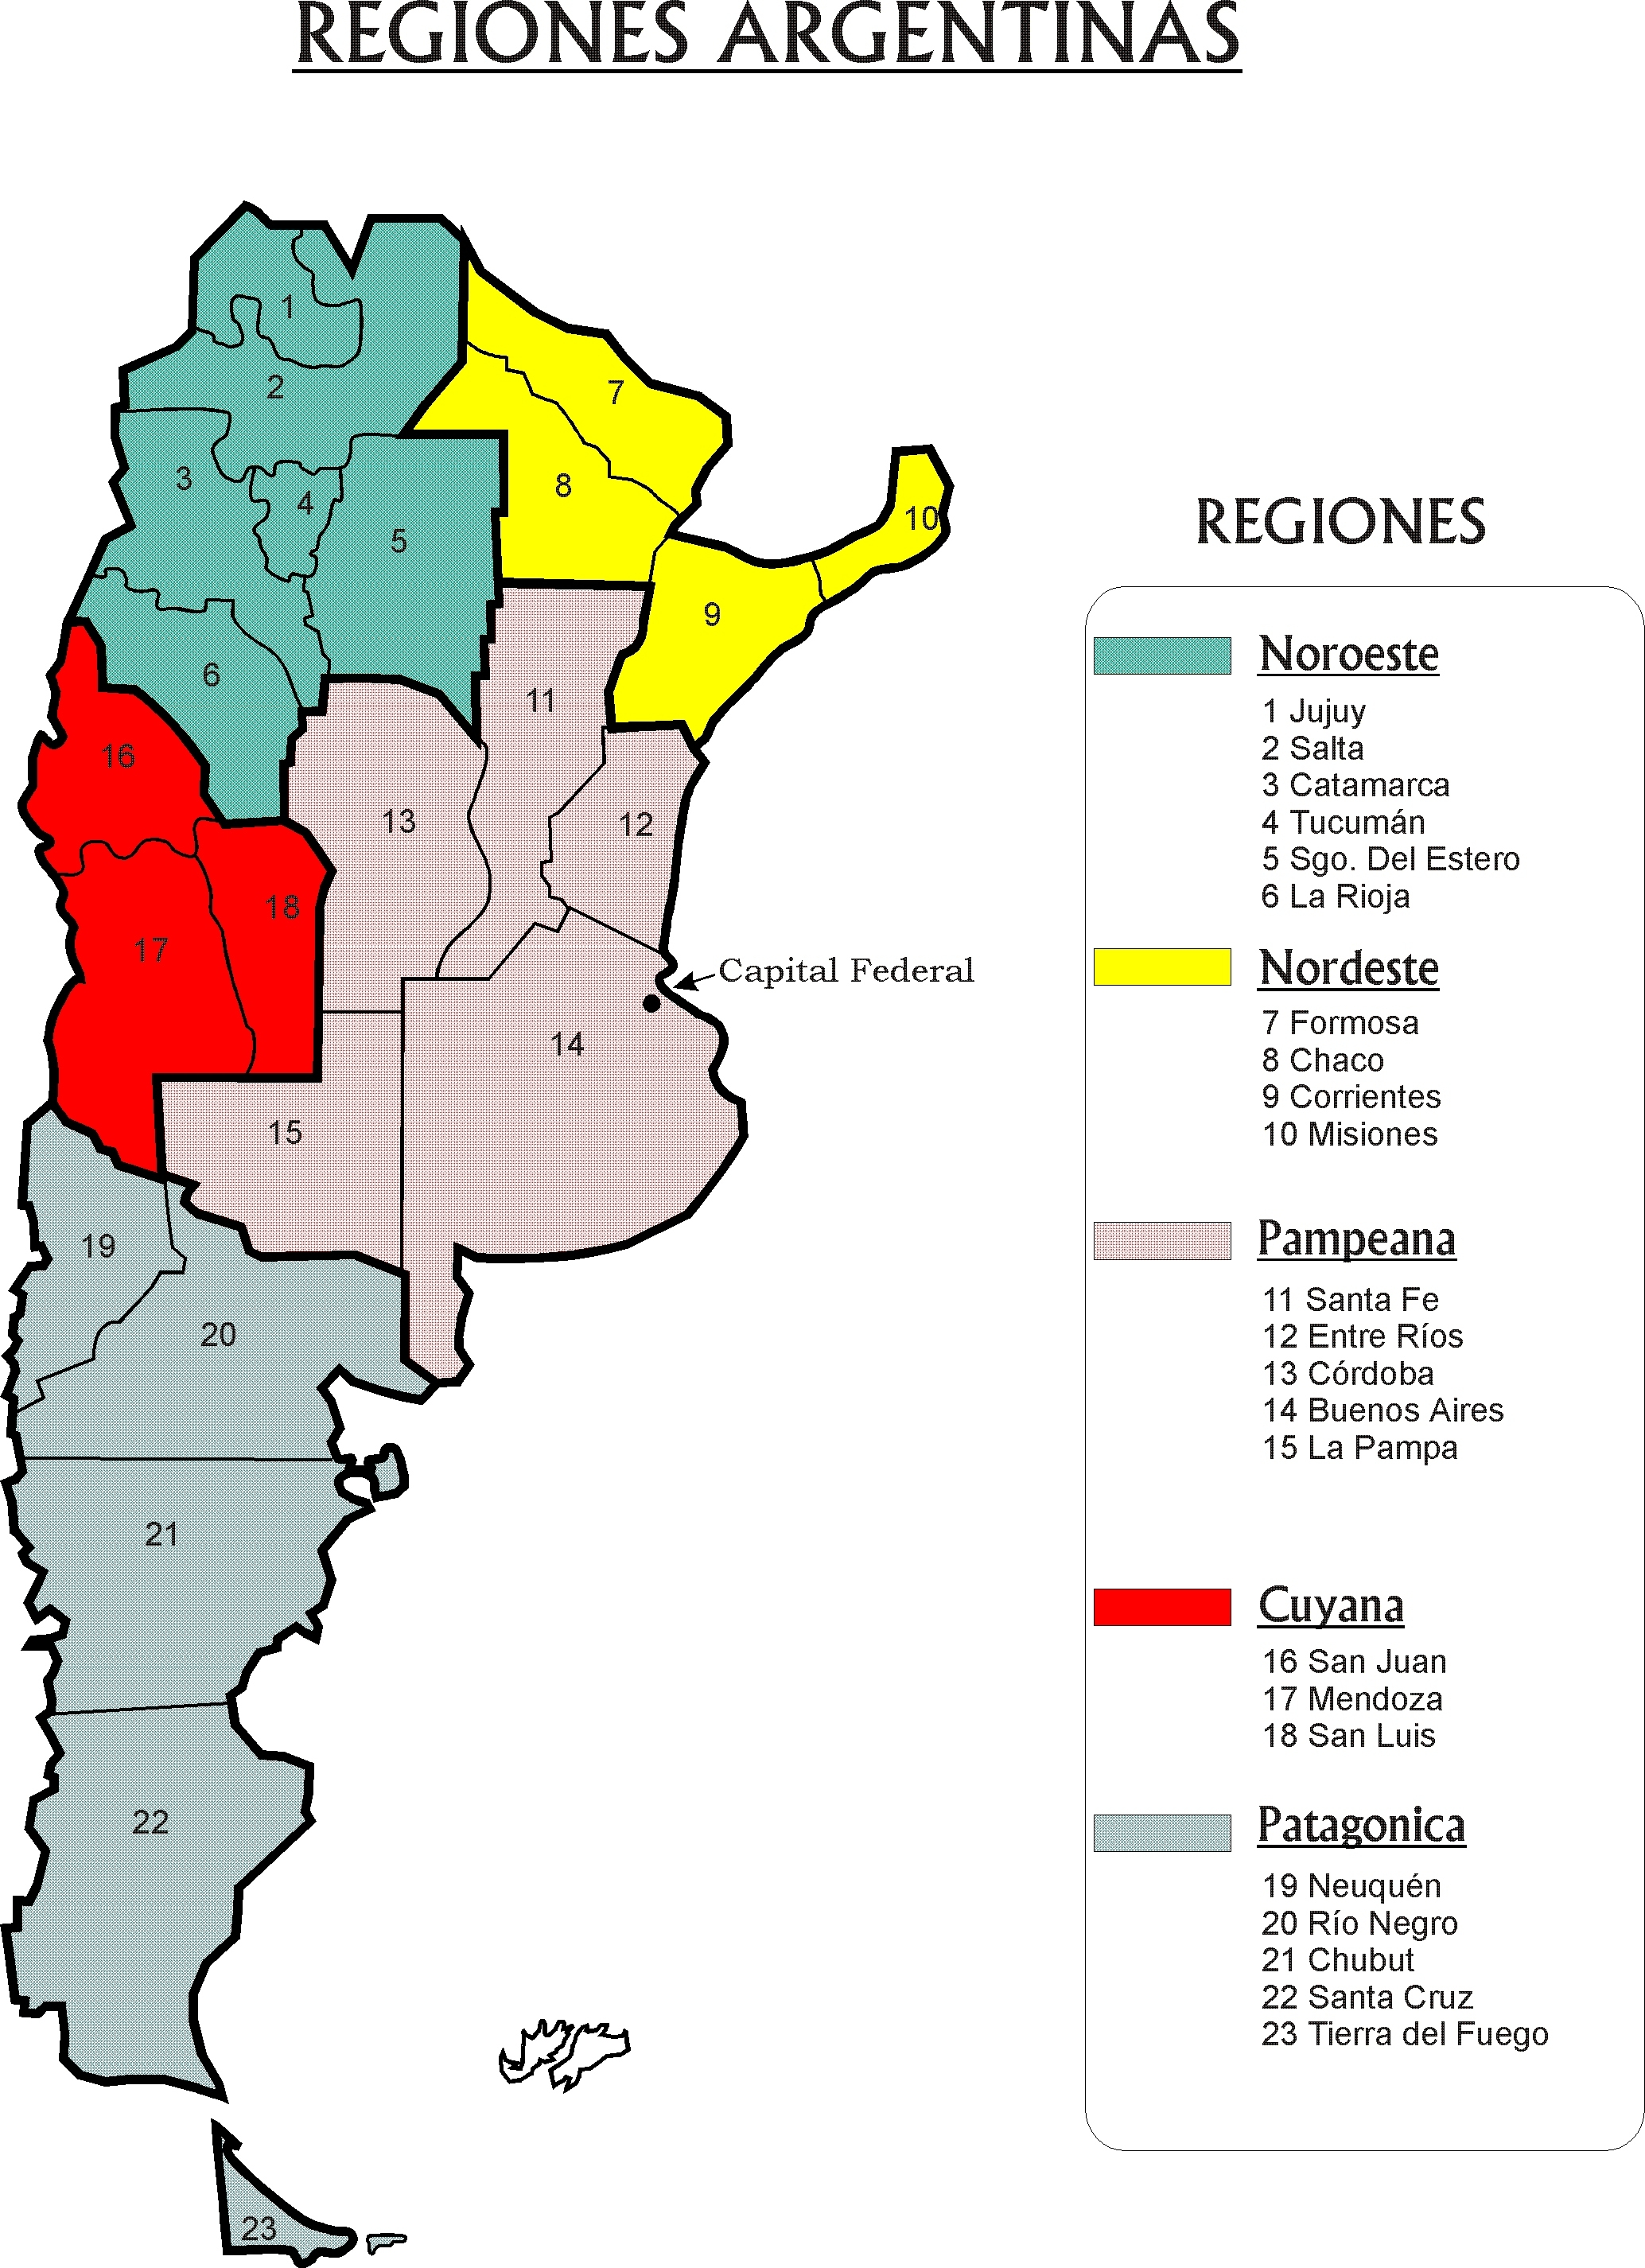 REGIONES ARGENTINAS
1
2
7
3
8
4
10
5
9
6
11
16
13
12
18
17
Capital Federal
14
15
19
20
21
22
23
REGIONES
Noroeste
1 Jujuy
2 Salta
3 Catamarca
4 Tucumán
5 Sgo. Del Estero
6 La Rioja
Nordeste
7 Formosa
8 Chaco
9 Corrientes
10 Misiones
Pampeana
11 Santa Fe
12 Entre Ríos
13 Córdoba
14 Buenos Aires
15 La Pampa
Cuyana
16 San Juan
17 Mendoza
18 San Luis
Patagonica
19 Neuquén
20 Río Negro
21 Chubut
22 Santa Cruz
23 Tierra del Fuego